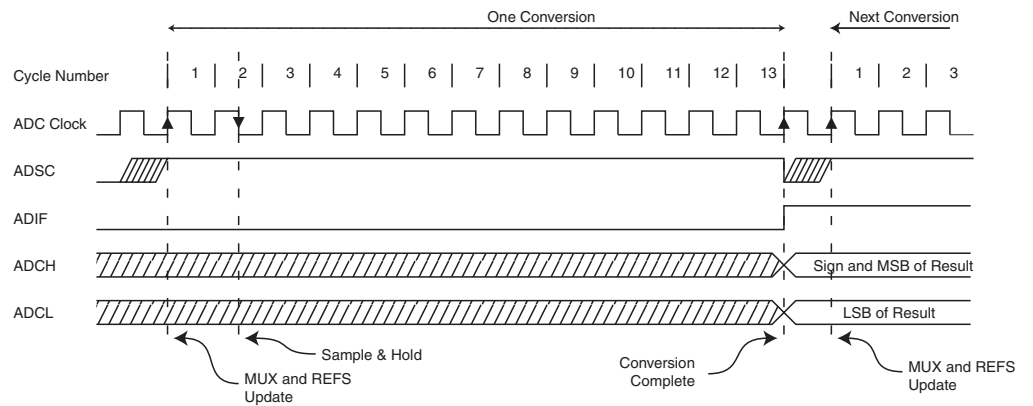 One Conversion
Next Conversion
Cycle Number
1 2 3 4 5 6 7 8 9 10 11 12 13 1 2 3
ADC Clock
ADSC
ADIF
ADCH
Sign and MSB of Result
ADCL
LSB of Result
Sample & Hold
MUX and REFS
Update
Conversion
Complete
MUX and REFS
Update